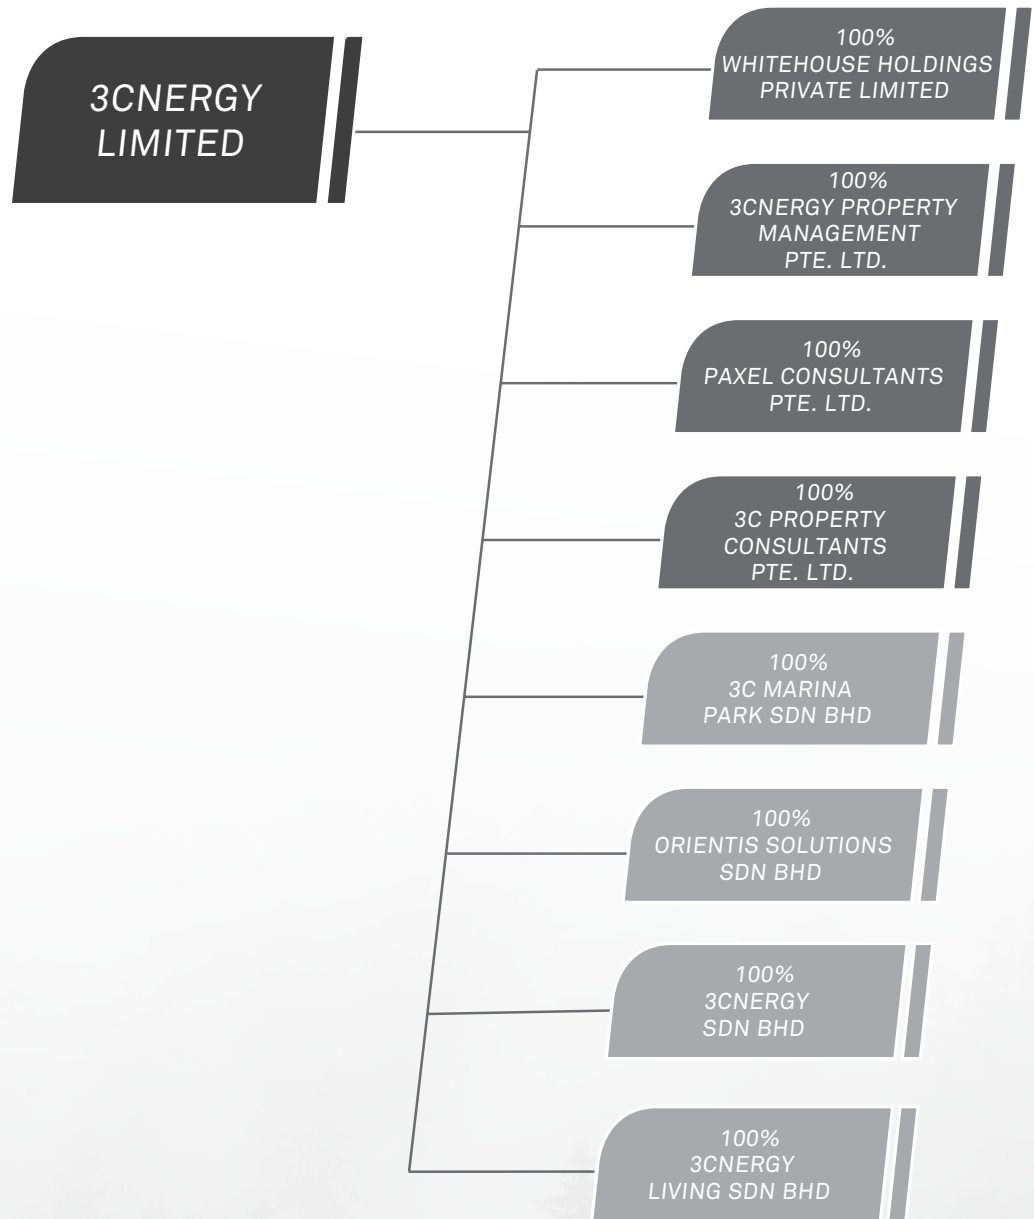 3CNERGY
LIMITED
100%
WHITEHOUSE HOLDINGS
PRIVATE LIMITED
100%
3CNERGY PROPERTY
MANAGEMENT
PTE. LTD.
100%
PAXEL CONSULTANTS
PTE. LTD.
100%
3C PROPERTY
CONSULTANTS
PTE. LTD.
100%
3C MARINA
PARK SDN BHD
100%
ORIENTIS SOLUTIONS
SDN BHD
100%
3CNERGY
SDN BHD
100%
3CNERGY
LIVING SDN BHD